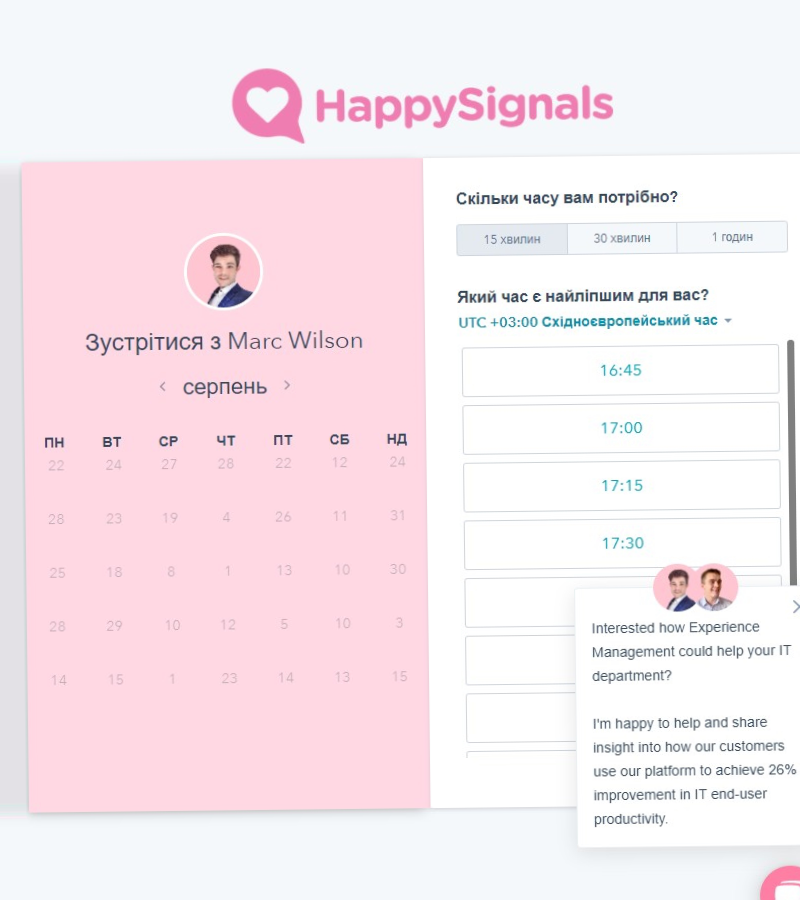 HappySignals
Зустрітися з Marc Wilson
серпень
ПН ВТ СР ЧТ ПТ СБ НД
22 24 27 28 22 12 24
28 23 19 4 26 11 31
25 18 8 1 13 10 30
28 29 10 12 5 10 3
14 15 1 23 14 13 15
Скільки часу вам потрібно?
15 хвилин 30 хвилин 1 годин
Який час є найліпшим для вас?
UTC +03:00 Східноєвропейський час
16:45
17:00
17:15
17:30
Interested how Experience
Management could help your IT
department?
I'm happy to help and share
insight into how our customers
use our platform to achieve 26%
improvement in IT end-user
productivity.